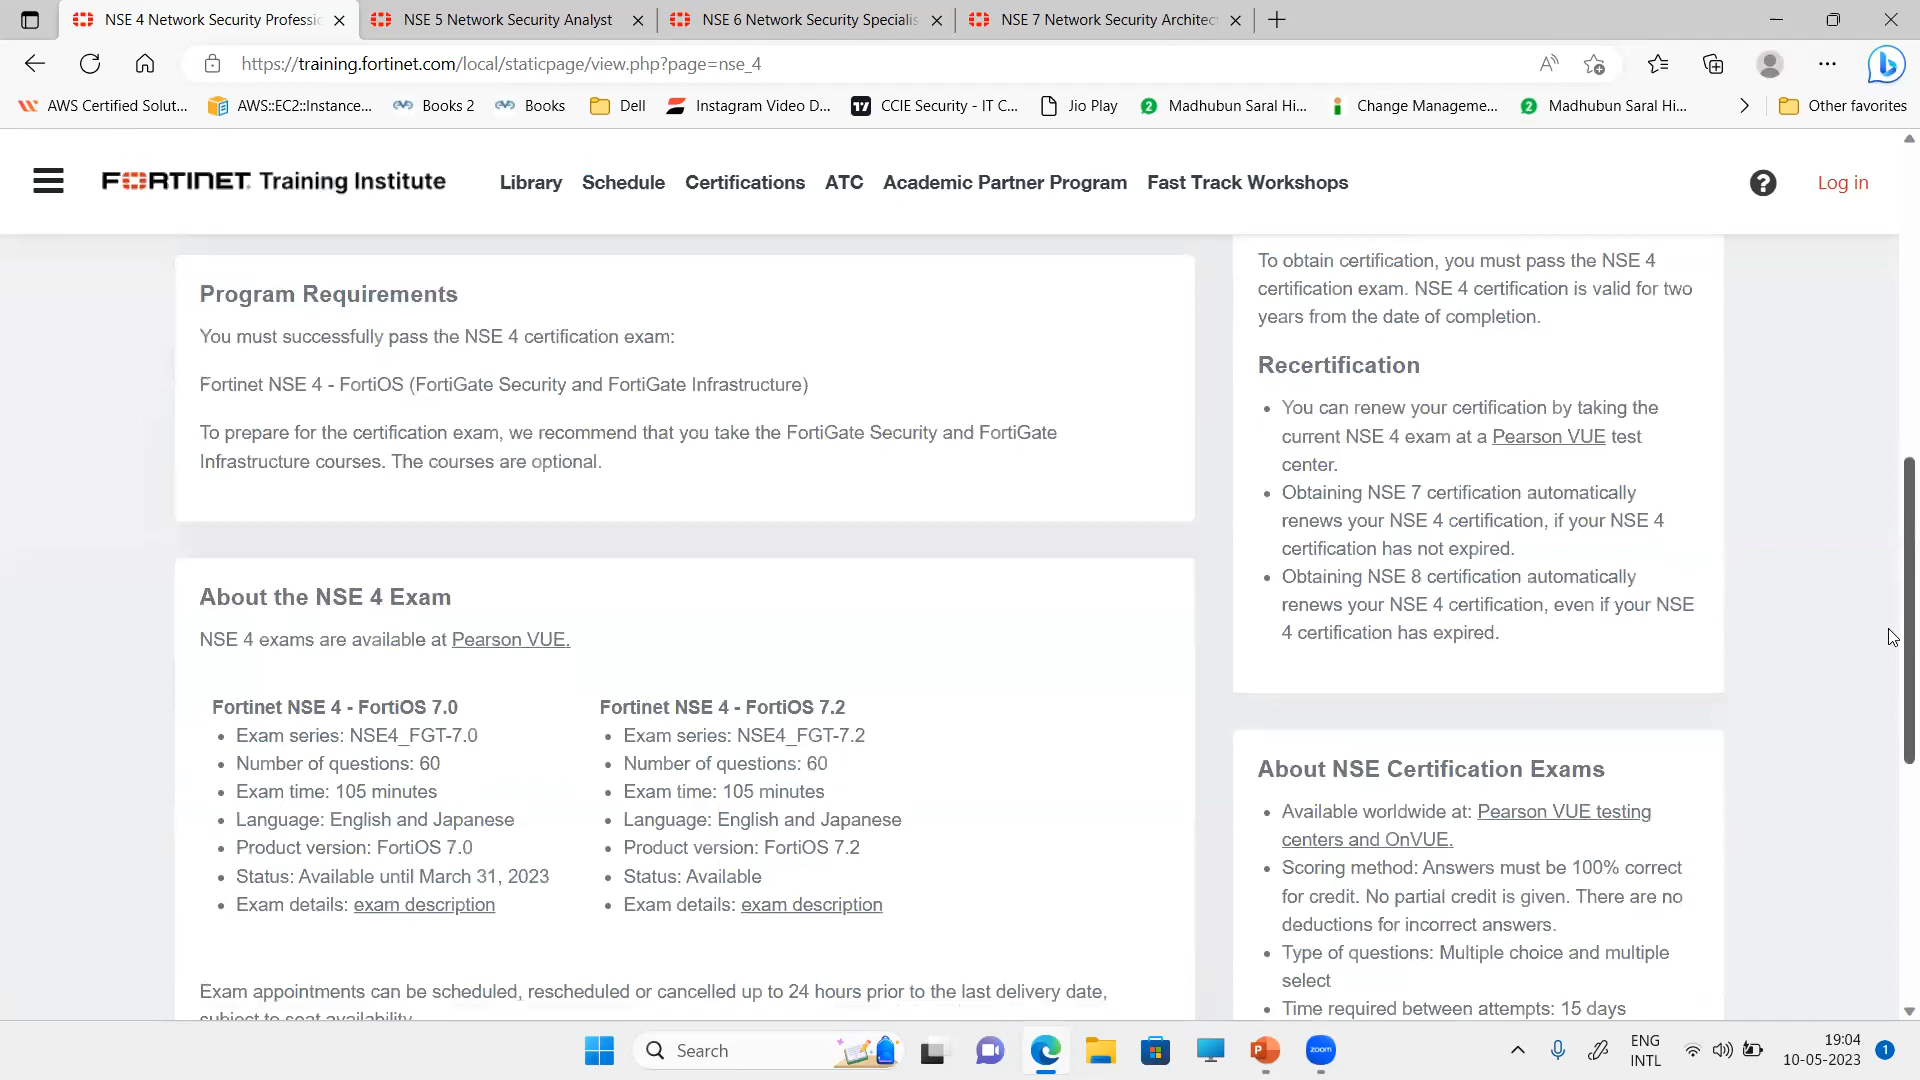 NSE 4 Network Security Professic
NSE 5 Network Security Analyst
NSE 6 Network Security Specialis
NSE 7 Network Security Architect
https://training.fortinet.com/local/staticpage/view.php?page=nse_4
AWS Certified Solut...
AWS::EC2::Instance...
Books 2
Books
Dell
Instagram Video D...
CCIE Security - IT C...
Jio Play
Madhubun Saral Hi...
Change Manageme...
Madhubun Saral Hi...
Other favorites
FORTINET Training Institute
Library
Schedule
Certifications
ATC
Academic Partner Program
Fast Track Workshops
Log in
Program Requirements
You must successfully pass the NSE 4 certification exam:
Fortinet NSE 4 - FortiOS (FortiGate Security and FortiGate Infrastructure)
To prepare for the certification exam, we recommend that you take the FortiGate Security and FortiGate
Infrastructure courses. The courses are optional.
About the NSE 4 Exam
NSE 4 exams are available at Pearson VUE.
Fortinet NSE 4 - FortiOS 7.0
• Exam series: NSE4_FGT-7.0
• Number of questions: 60
• Exam time: 105 minutes
• Language: English and Japanese
• Product version: FortiOS 7.0
• Status: Available until March 31, 2023
• Exam details: exam description
Fortinet NSE 4 - FortiOS 7.2
• Exam series: NSE4_FGT-7.2
• Number of questions: 60
• Exam time: 105 minutes
• Language: English and Japanese
• Product version: FortiOS 7.2
• Status: Available
• Exam details: exam description
Exam appointments can be scheduled, rescheduled or cancelled up to 24 hours prior to the last delivery date,
subject to seat availability
To obtain certification, you must pass the NSE 4
certification exam. NSE 4 certification is valid for two
years from the date of completion.
Recertification
• You can renew your certification by taking the
current NSE 4 exam at a Pearson VUE test
center.
• Obtaining NSE 7 certification automatically
renews your NSE 4 certification, if your NSE 4
certification has not expired.
• Obtaining NSE 8 certification automatically
renews your NSE 4 certification, even if your NSE
4 certification has expired.
About NSE Certification Exams
• Available worldwide at: Pearson VUE testing
centers and OnVUE.
• Scoring method: Answers must be 100% correct
for credit. No partial credit is given. There are no
deductions for incorrect answers.
• Type of questions: Multiple choice and multiple
select
• Time required between attempts: 15 days
Search
zoom
ENG
INTL
19:04
10-05-2023
1